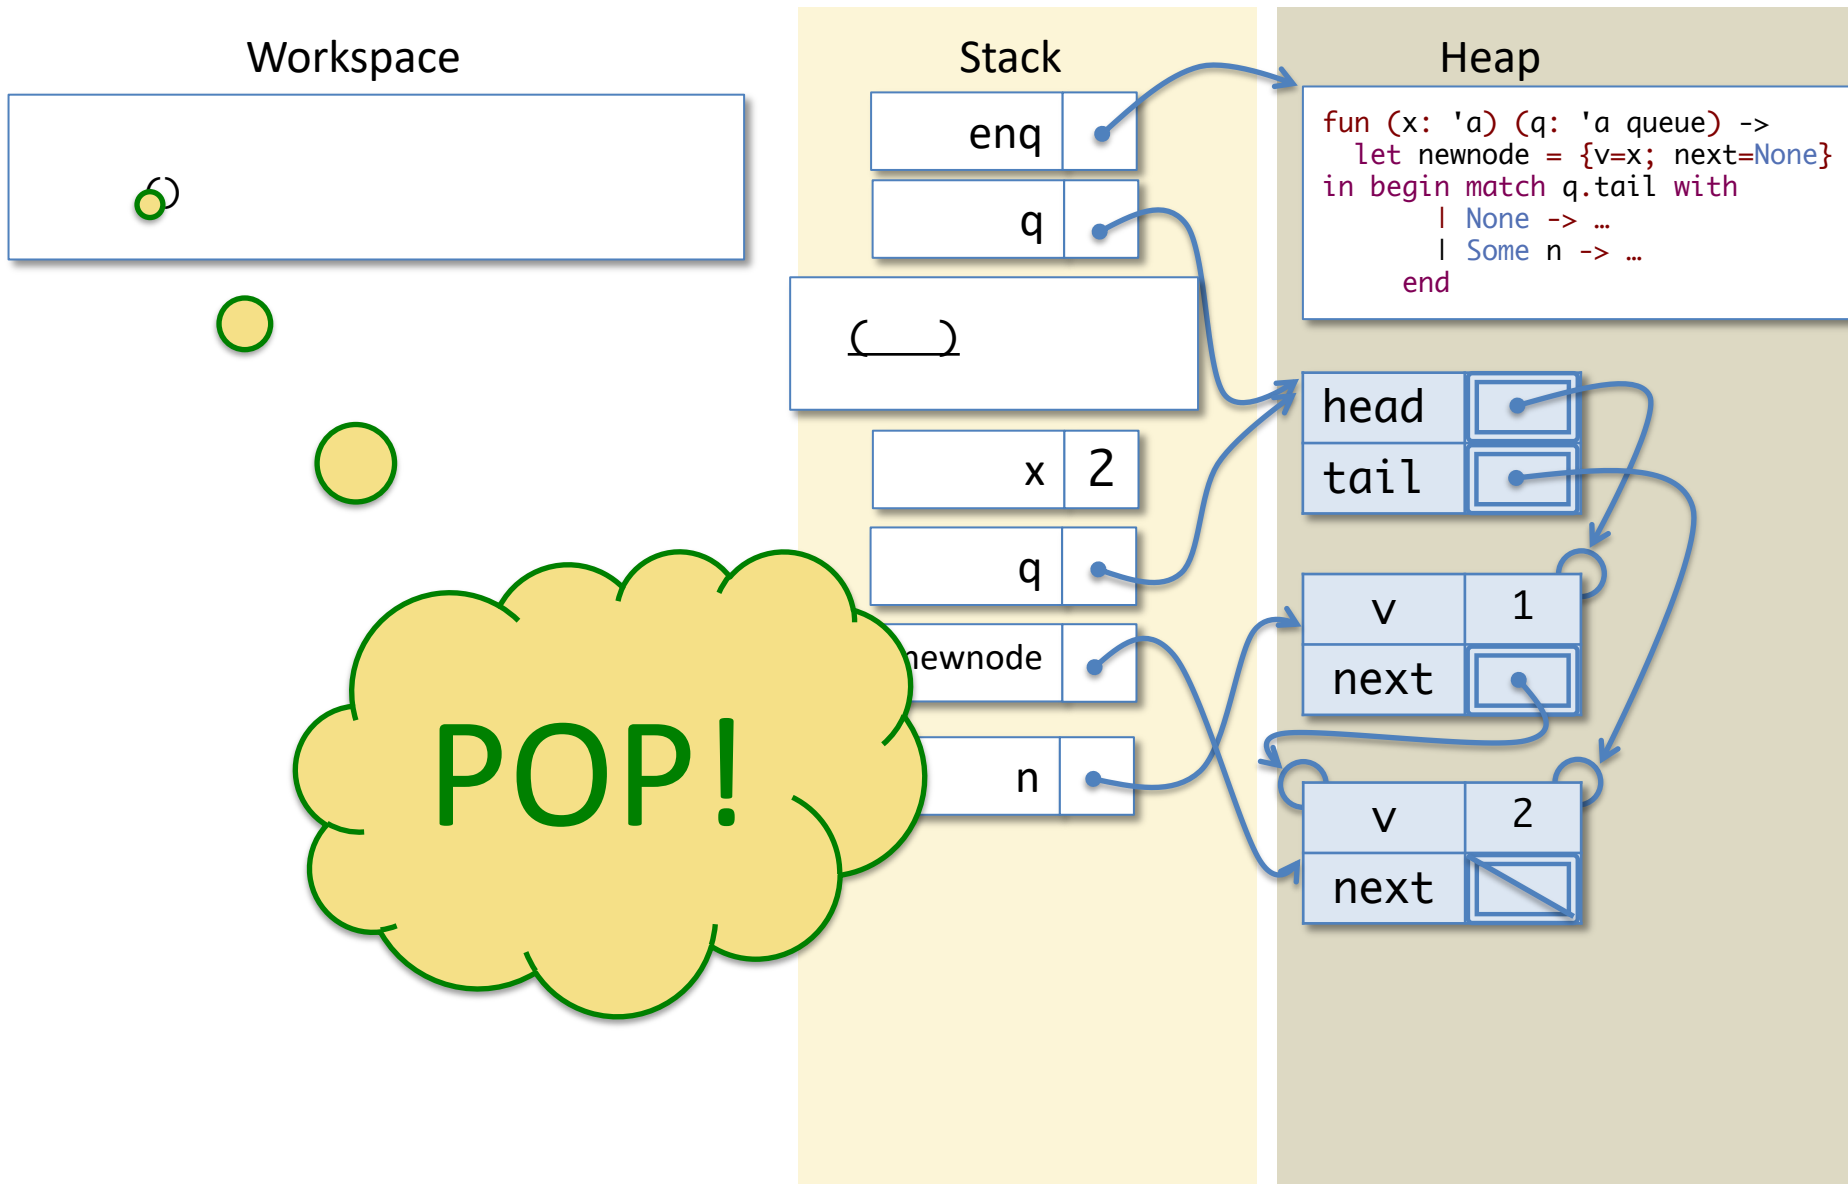 Workspace
Stack
Heap
()
enq
q
(    )
x 2
q
newnode
n
POP!
fun (x: 'a) (q: 'a queue) ->
let newnode = {v=x; next=None}
in begin match q.tail with
| None -> …
| Some n -> …
end
head
tail
v 1
next
v 2
next